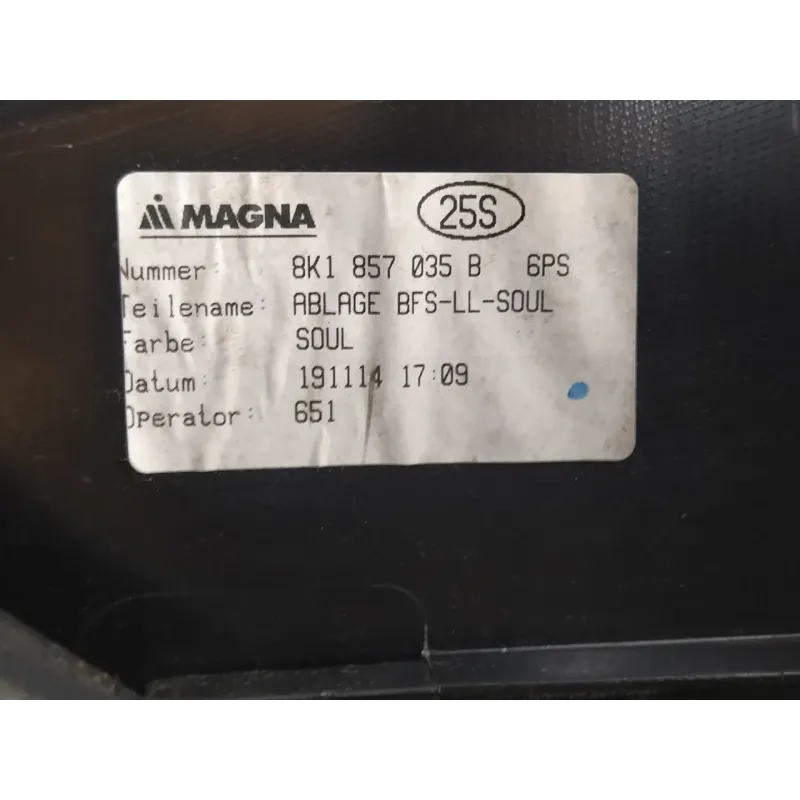 MAGNA 25S
Nummer: 8K1 857 035 B 6PS
Teilename: ABLAGE BFS-LL-SOUL
Farbe: SOUL
Datum: 191114 17:09
Operator: 651